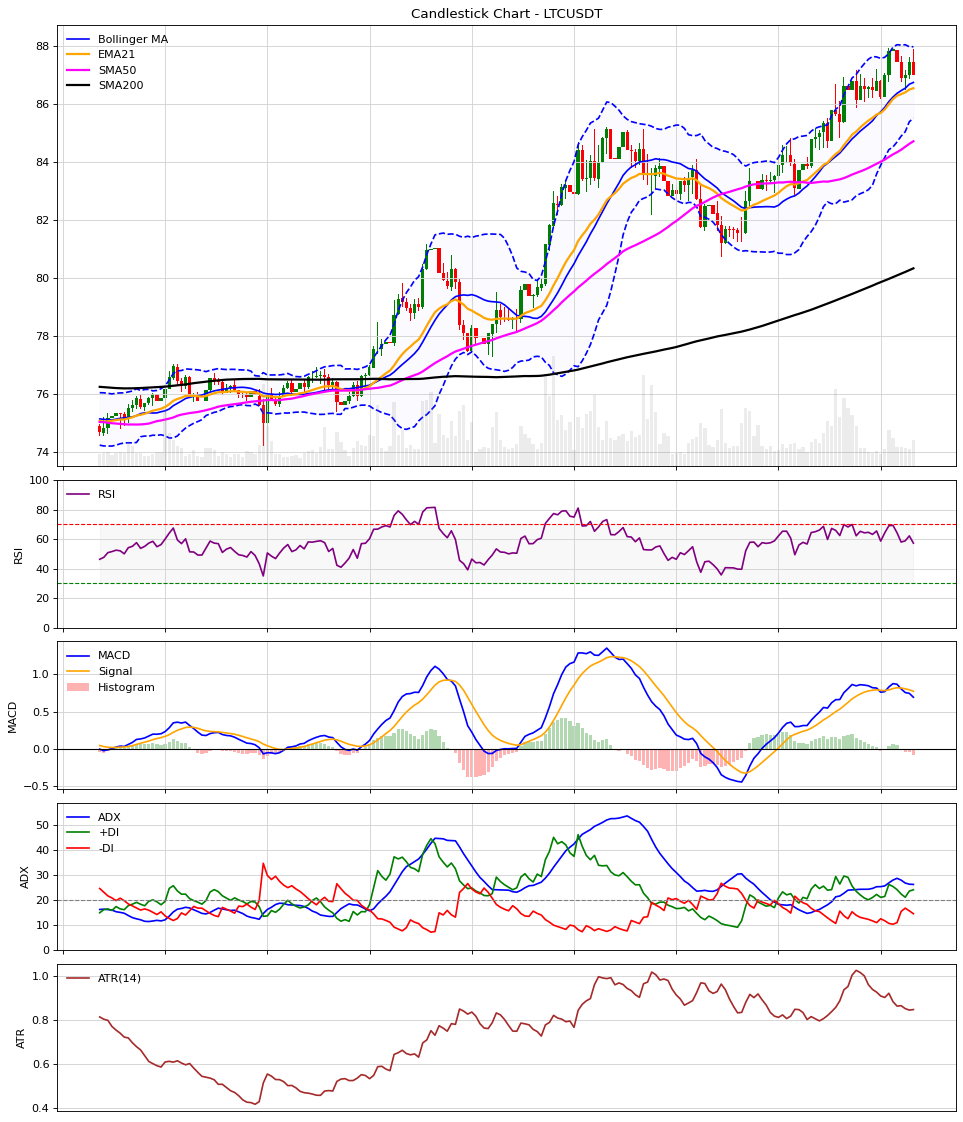 Candlestick Chart - LTCUSDT
Bollinger MA
EMA21
SMA50
SMA200
88
86
84
82
80
78
76
74
RSI
RSI
100
80
60
40
20
0
MACD
MACD
Signal
Histogram
1.0
0.5
0.0
−0.5
ADX
ADX
+DI
-DI
50
40
30
20
10
0
ATR
ATR(14)
1.0
0.8
0.6
0.4